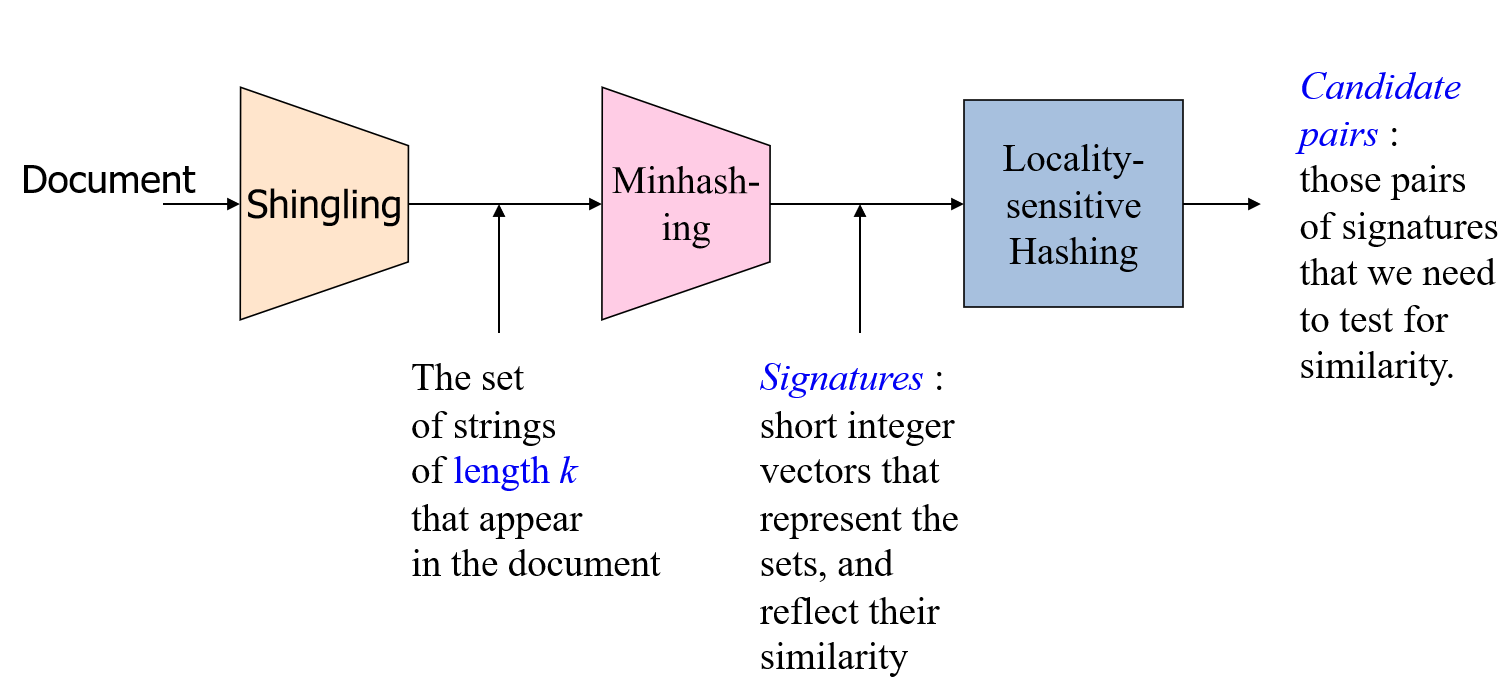 Document
Shingling
The set
of strings
of length k
that appear
in the document
Minhash-
ing
Signatures :
short integer
vectors that
represent the
sets, and
reflect their
similarity
Locality-
sensitive
Hashing
Candidate
pairs :
those pairs
of signatures
that we need
to test for
similarity.